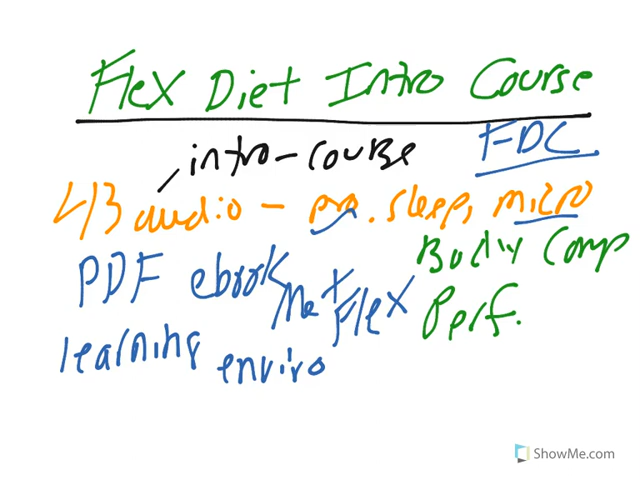 Flex Diet Intro Course
intro-course
FDC
audio - pro. sleep, micro
Body Comp
PDF ebook
Met Flex
Perf.
learning enviro
ShowMe.com